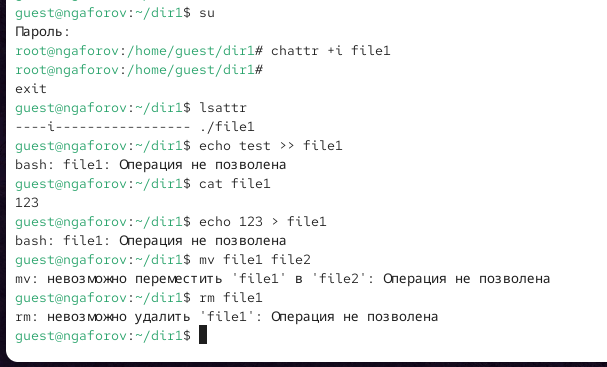 guest@ngaforov:~/dir1$ su
Пароль:
root@ngaforov:/home/guest/dir1# chattr +i file1
root@ngaforov:/home/guest/dir1#
exit
guest@ngaforov:~/dir1$ lsattr
----i----------------- ./file1
guest@ngaforov:~/dir1$ echo test >> file1
bash: file1: Операция не позволена
guest@ngaforov:~/dir1$ cat file1
123
guest@ngaforov:~/dir1$ echo 123 > file1
bash: file1: Операция не позволена
guest@ngaforov:~/dir1$ mv file1 file2
mv: невозможно переместить 'file1' в 'file2': Операция не позволена
guest@ngaforov:~/dir1$ rm file1
rm: невозможно удалить 'file1': Операция не позволена
guest@ngaforov:~/dir1$